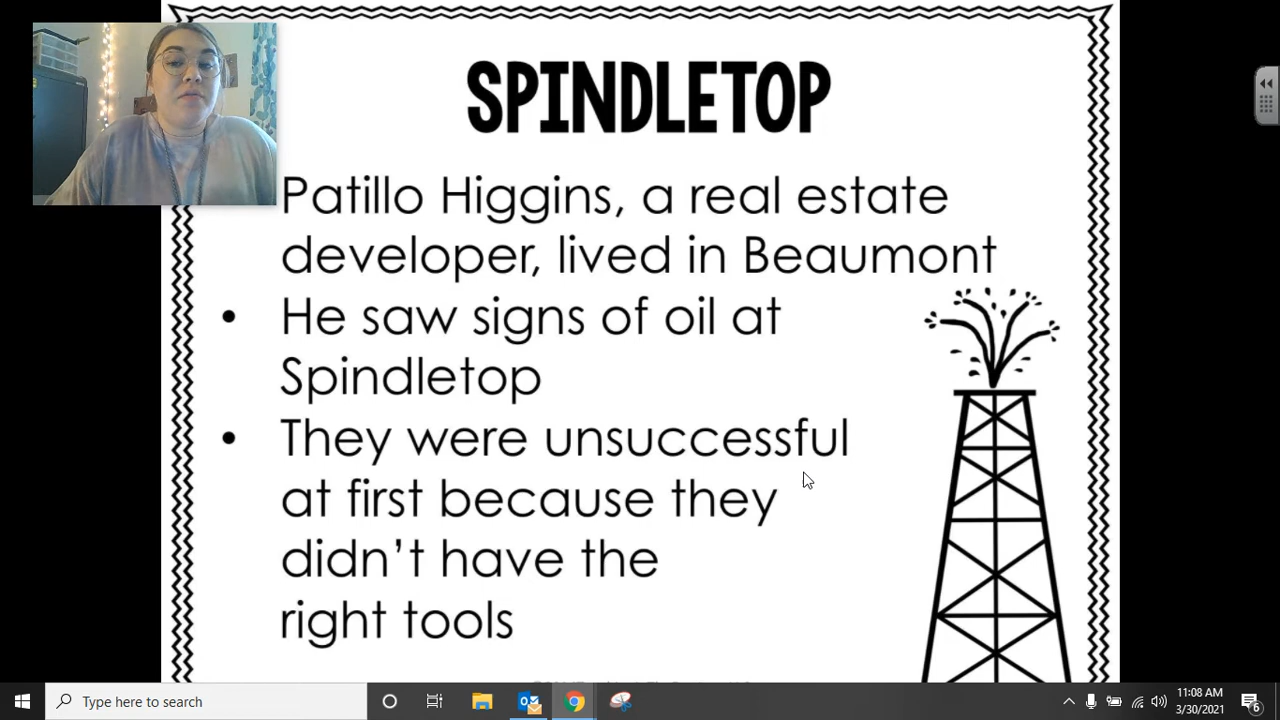 SPINDLETOP
Patillo Higgins, a real estate
developer, lived in Beaumont
• He saw signs of oil at
Spindletop
• They were unsuccessful
at first because they
didn't have the
right tools
Type here to search
11:08 AM
3/30/2021
6